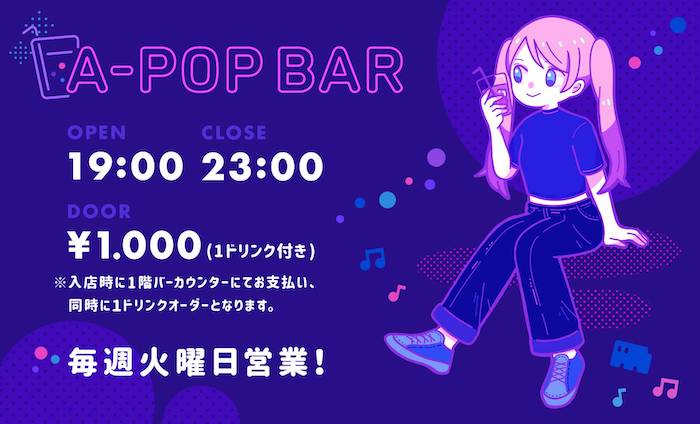 A-POP BAR
OPEN CLOSE
19:00 23:00
DOOR
¥1.000 (1ドリンク付き)
※入店時に1階バーカウンターにてお支払い、
同時に1ドリンクオーダーとなります。
毎週火曜日営業!